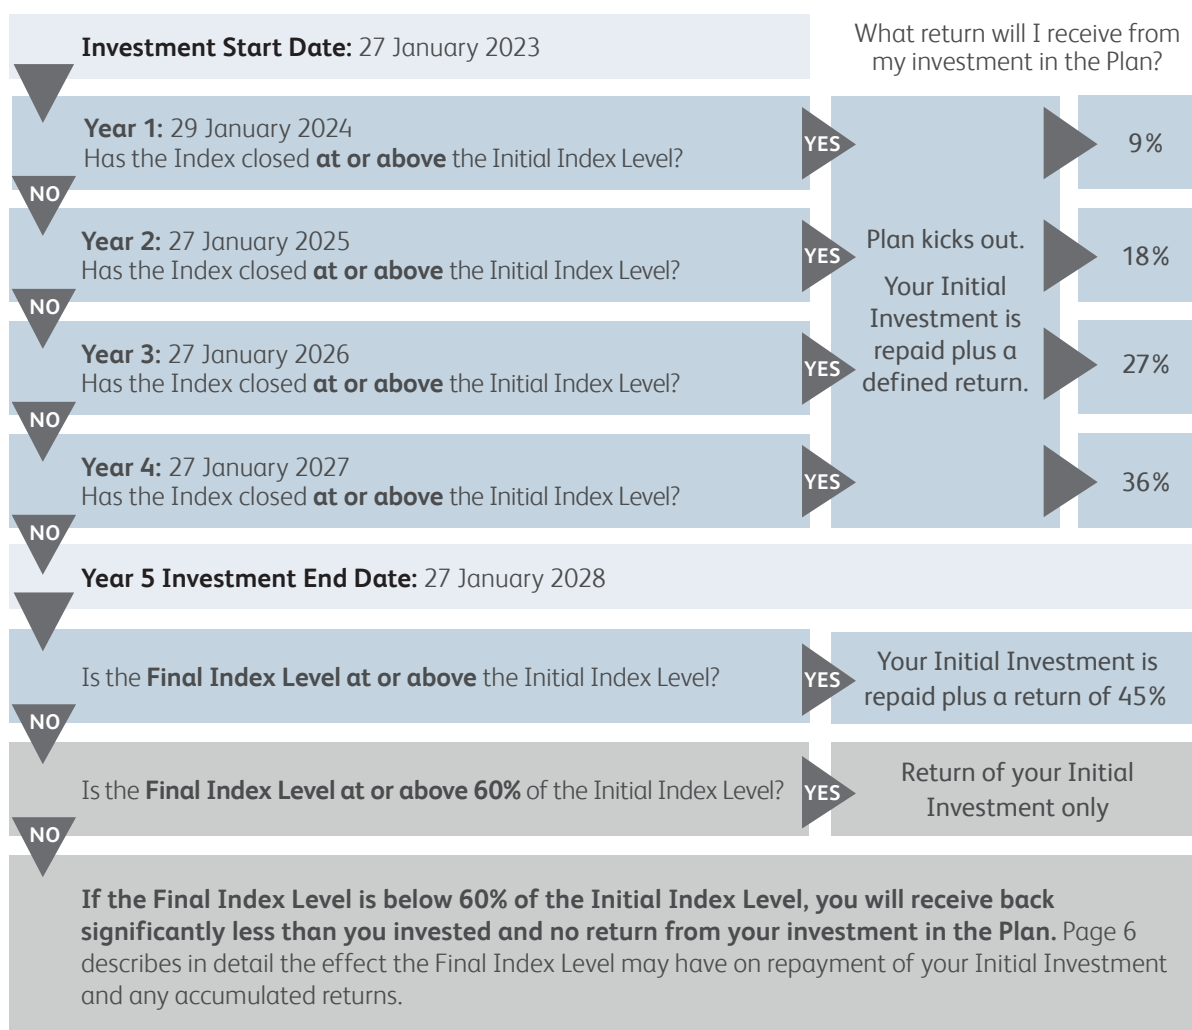 Investment Start Date: 27 January 2023
What return will I receive from
my investment in the Plan?
Year 1: 29 January 2024
Has the Index closed at or above the Initial Index Level?
YES
9%
NO
Year 2: 27 January 2025
Has the Index closed at or above the Initial Index Level?
YES
18%
NO
Year 3: 27 January 2026
Has the Index closed at or above the Initial Index Level?
YES
27%
NO
Year 4: 27 January 2027
Has the Index closed at or above the Initial Index Level?
YES
36%
Plan kicks out.
Your Initial
Investment is
repaid plus a
defined return.
NO
Year 5 Investment End Date: 27 January 2028
Is the Final Index Level at or above the Initial Index Level?
YES
Your Initial Investment is
repaid plus a return of 45%
NO
Is the Final Index Level at or above 60% of the Initial Index Level?
YES
Return of your Initial
Investment only
NO
If the Final Index Level is below 60% of the Initial Index Level, you will receive back
significantly less than you invested and no return from your investment in the Plan. Page 6
describes in detail the effect the Final Index Level may have on repayment of your Initial Investment
and any accumulated returns.